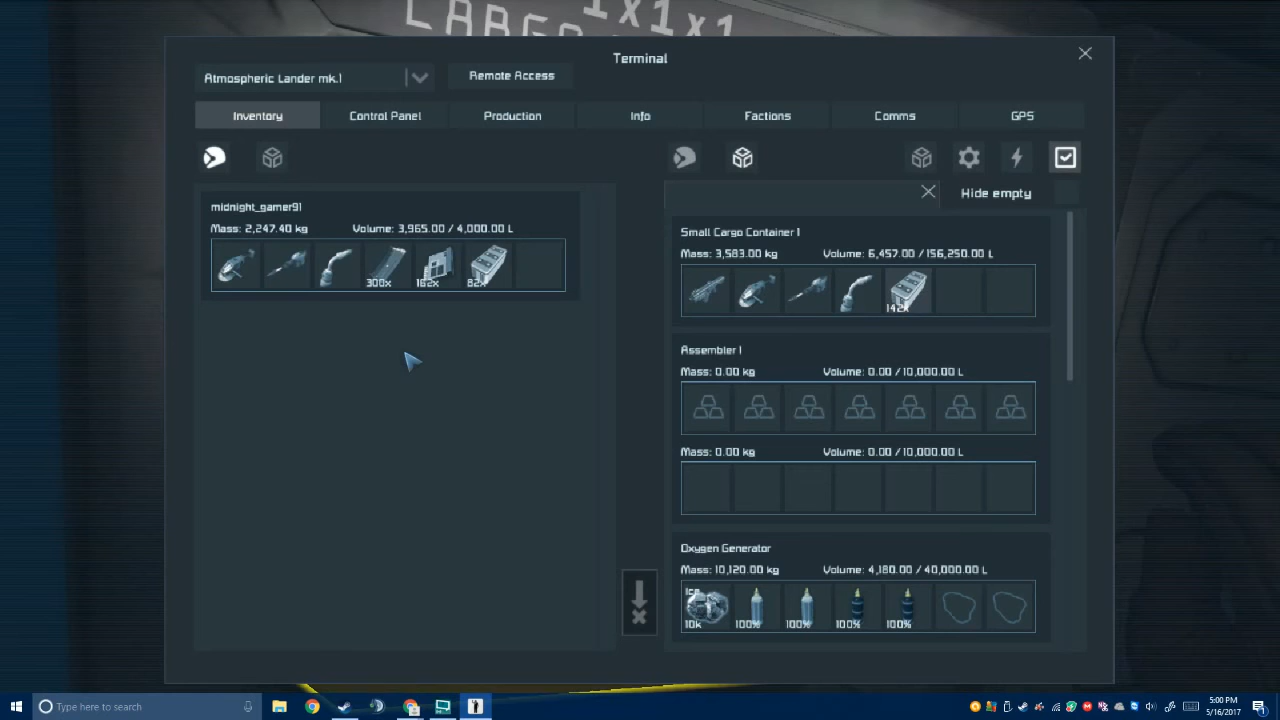 LARGE 1x1x1
Terminal
Atmospheric Lander mk.1
Remote Access
Inventory
Control Panel
Production
Info
Factions
Comms
GPS
Hide empty
midnight_gamer91
Mass: 2,247.40 kg
Volume: 3,965.00 / 4,000.00 L
300x
162x
82x
Small Cargo Container 1
Mass: 3,583.00 kg
Volume: 6,457.00 / 156,250.00 L
142x
Assembler 1
Mass: 0.00 kg
Volume: 0.00 / 10,000.00 L
Mass: 0.00 kg
Volume: 0.00 / 10,000.00 L
Oxygen Generator
Mass: 10,120.00 kg
Volume: 4,180.00 / 40,000.00 L
Ice
10k
100%
100%
100%
100%
Type here to search
5:00 PM
5/16/2017